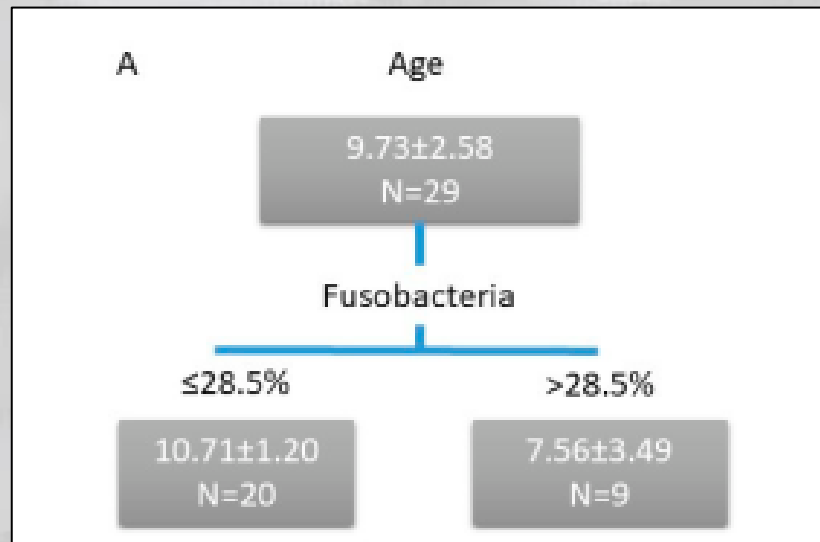 A Age
9.73±2.58
N=29
Fusobacteria
≤28.5% >28.5%
10.71±1.20 7.56±3.49
N=20 N=9